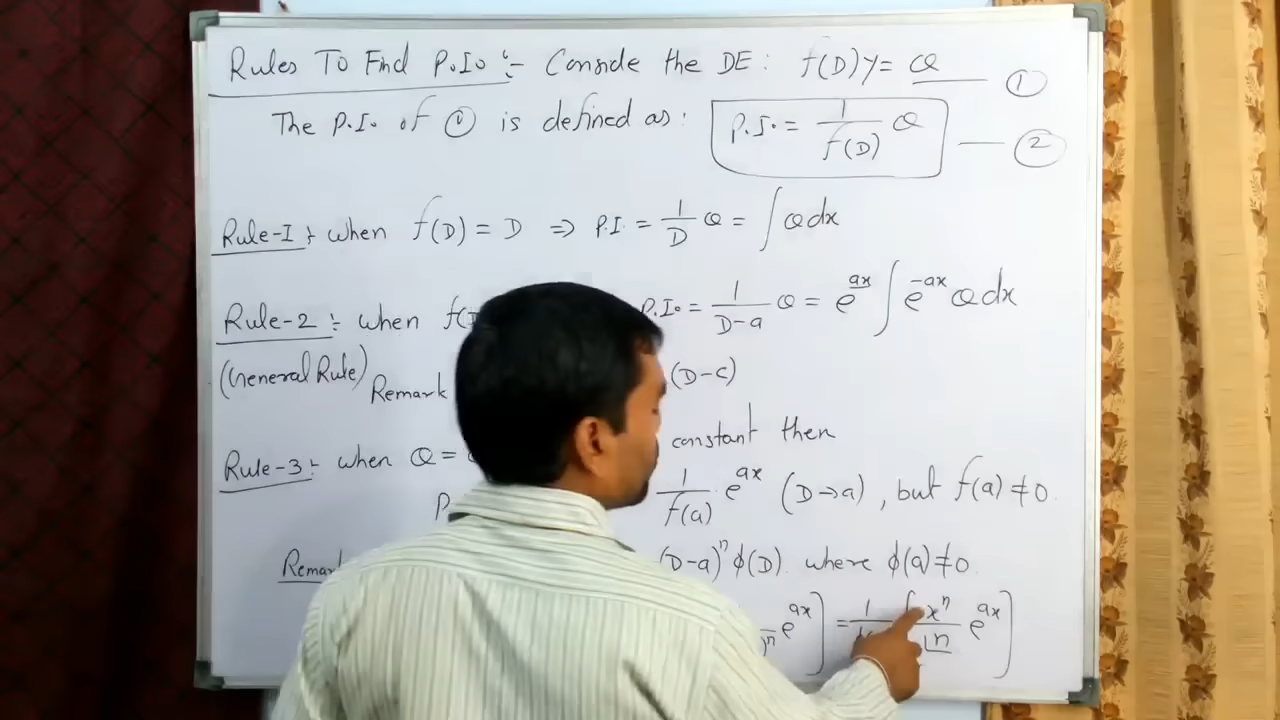 Rules To Find P.I. :- Conside the DE: f(D)y = Q — ①
The P.I. of ① is defined as: P.I. = 1/f(D) Q — ②
Rule-1 : when f(D) = D ⇒ P.I. = 1/D Q = ∫ Q dx
Rule-2 : when P.I. = 1/(D-a) Q = e^{ax} ∫ e^{-ax} Q dx
(General Rule) Remark (D-c)
Rule-3 :- when Q = constant then
1/f(a) e^{ax} (D→a), but f(a) ≠ 0.
(D-a)^n φ(D). where φ(a) ≠ 0.
e^{ax}] = [x^n/⌊n e^{ax}]